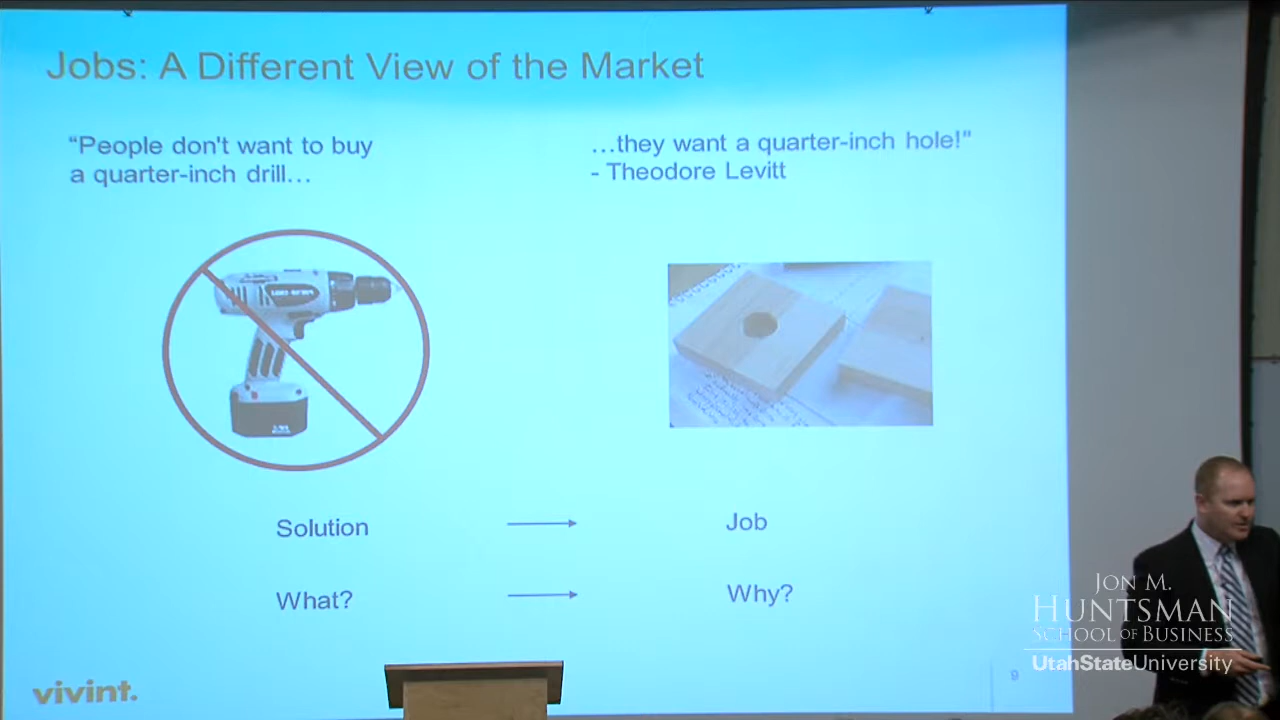 Jobs: A Different View of the Market
“People don't want to buy
a quarter-inch drill…
…they want a quarter-inch hole!”
- Theodore Levitt
Solution
Job
What?
Why?
vivint.
9
JON M.
HUNTSMAN
SCHOOL OF BUSINESS
UtahStateUniversity